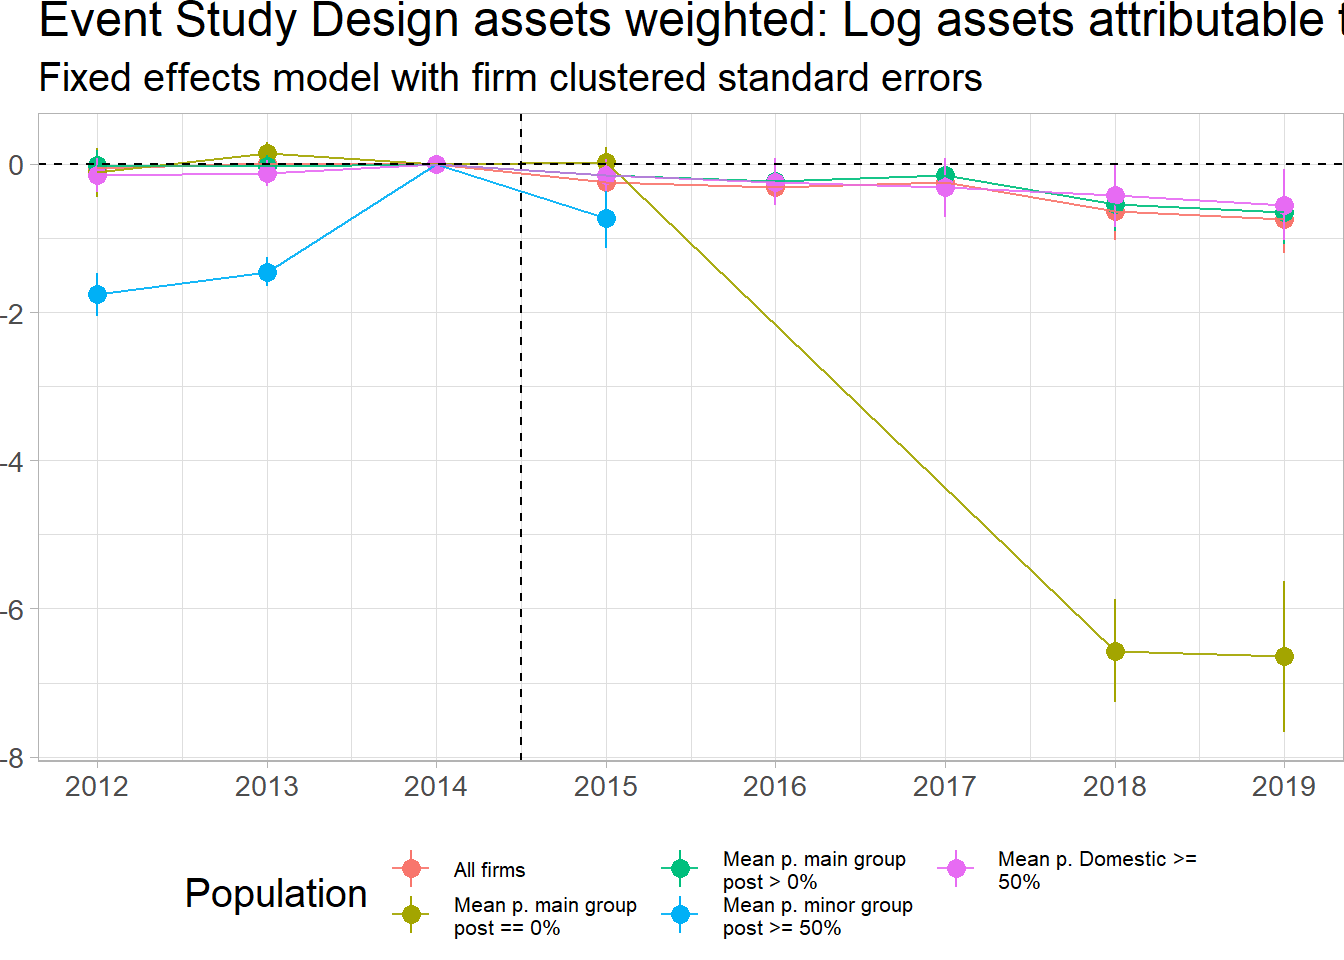 Event Study Design assets weighted: Log assets attributable
Fixed effects model with firm clustered standard errors
0
-2
-4
-6
-8
2012 2013 2014 2015 2016 2017 2018 2019
Population
All firms
Mean p. main group
post == 0%
Mean p. main group
post > 0%
Mean p. minor group
post >= 50%
Mean p. Domestic >=
50%